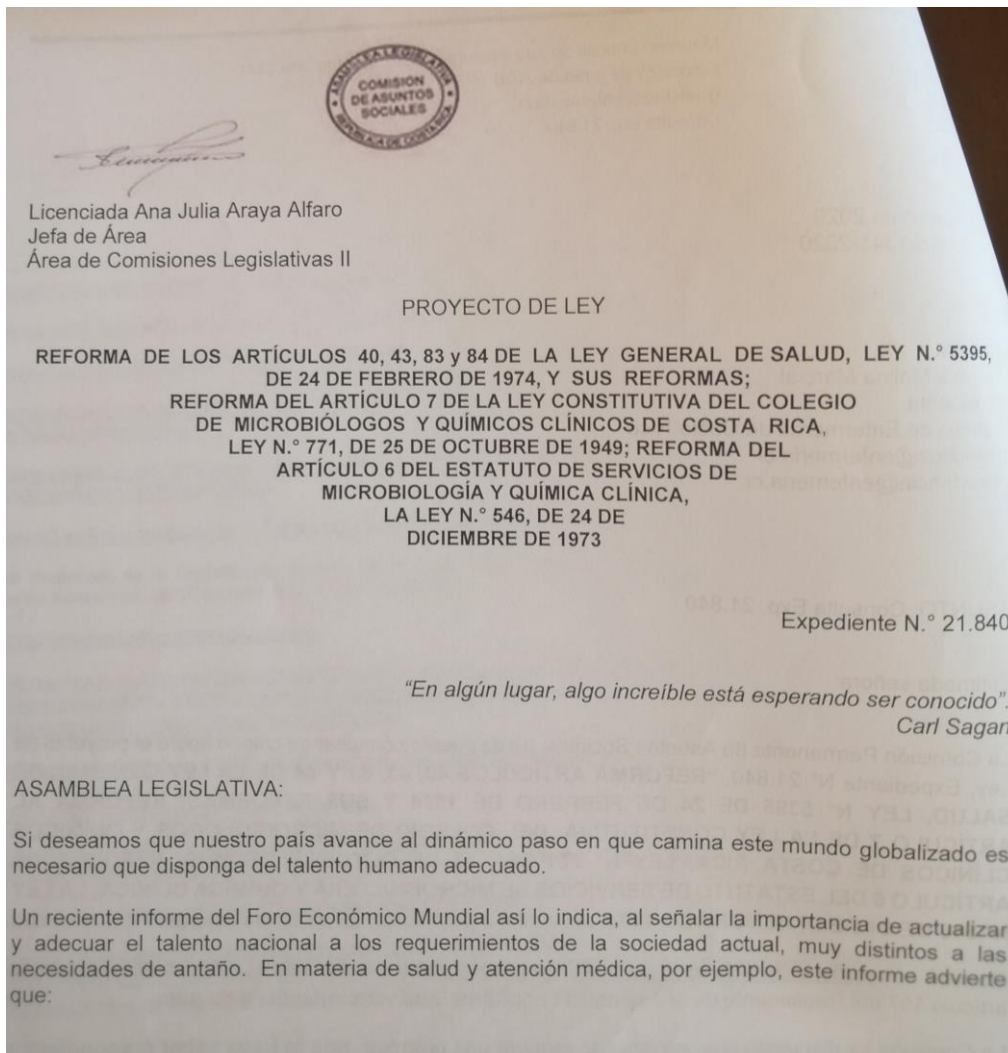 ASAMBLEA LEGISLATIVA
COMISION
DE ASUNTOS
SOCIALES
REPUBLICA DE COSTA RICA
Licenciada Ana Julia Araya Alfaro
Jefa de Área
Área de Comisiones Legislativas II
PROYECTO DE LEY
REFORMA DE LOS ARTÍCULOS 40, 43, 83 y 84 DE LA LEY GENERAL DE SALUD, LEY N.° 5395,
DE 24 DE FEBRERO DE 1974, Y SUS REFORMAS;
REFORMA DEL ARTÍCULO 7 DE LA LEY CONSTITUTIVA DEL COLEGIO
DE MICROBIÓLOGOS Y QUÍMICOS CLÍNICOS DE COSTA RICA,
LEY N.° 771, DE 25 DE OCTUBRE DE 1949; REFORMA DEL
ARTÍCULO 6 DEL ESTATUTO DE SERVICIOS DE
MICROBIOLOGÍA Y QUÍMICA CLÍNICA,
LA LEY N.° 546, DE 24 DE
DICIEMBRE DE 1973
Expediente N.° 21.840
“En algún lugar, algo increíble está esperando ser conocido”.
Carl Sagan
ASAMBLEA LEGISLATIVA:
Si deseamos que nuestro país avance al dinámico paso en que camina este mundo globalizado es
necesario que disponga del talento humano adecuado.
Un reciente informe del Foro Económico Mundial así lo indica, al señalar la importancia de actualizar
y adecuar el talento nacional a los requerimientos de la sociedad actual, muy distintos a las
necesidades de antaño. En materia de salud y atención médica, por ejemplo, este informe advierte
que: